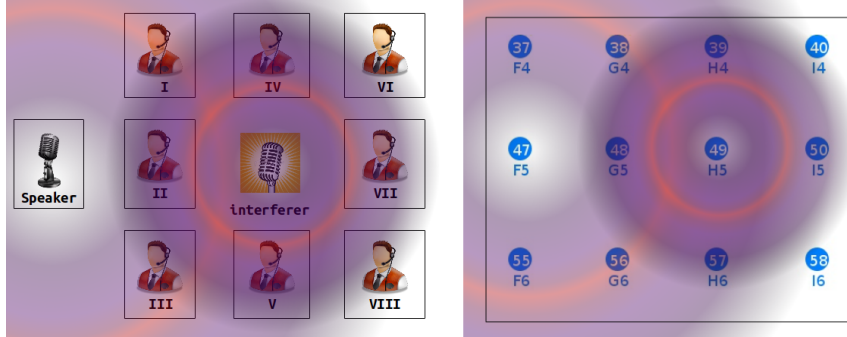 I
IV
VI
Speaker
II
interferer
VII
III
V
VIII
37
F4
38
G4
39
H4
40
I4
47
F5
48
G5
49
H5
50
I5
55
F6
56
G6
57
H6
58
I6